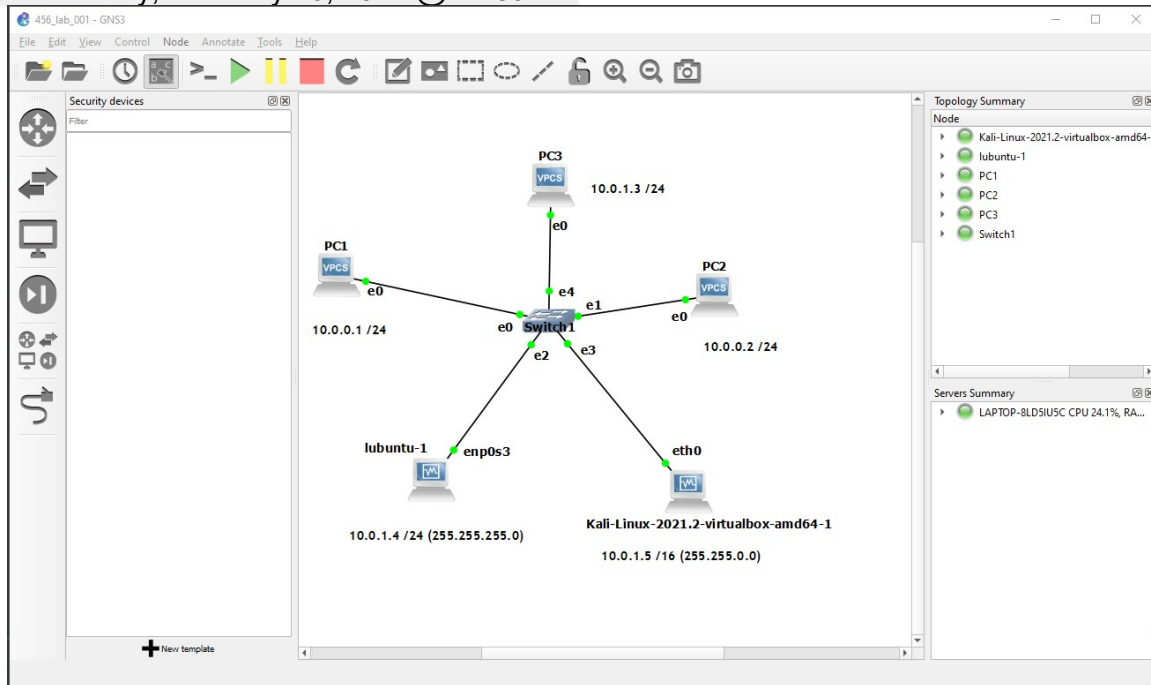 456_lab_001 - GNS3
File Edit View Control Node Annotate Tools Help
Security devices
Filter
New template
PC3
VPCS
10.0.1.3 /24
e0
PC1
VPCS
e0
10.0.0.1 /24
PC2
VPCS
e0
10.0.0.2 /24
e4
e1
e0 Switch1
e2
e3
lubuntu-1
enp0s3
10.0.1.4 /24 (255.255.255.0)
eth0
Kali-Linux-2021.2-virtualbox-amd64-1
10.0.1.5 /16 (255.255.0.0)
Topology Summary
Node
Kali-Linux-2021.2-virtualbox-amd64-
lubuntu-1
PC1
PC2
PC3
Switch1
Servers Summary
LAPTOP-8LD5IU5C CPU 24.1%, RA...